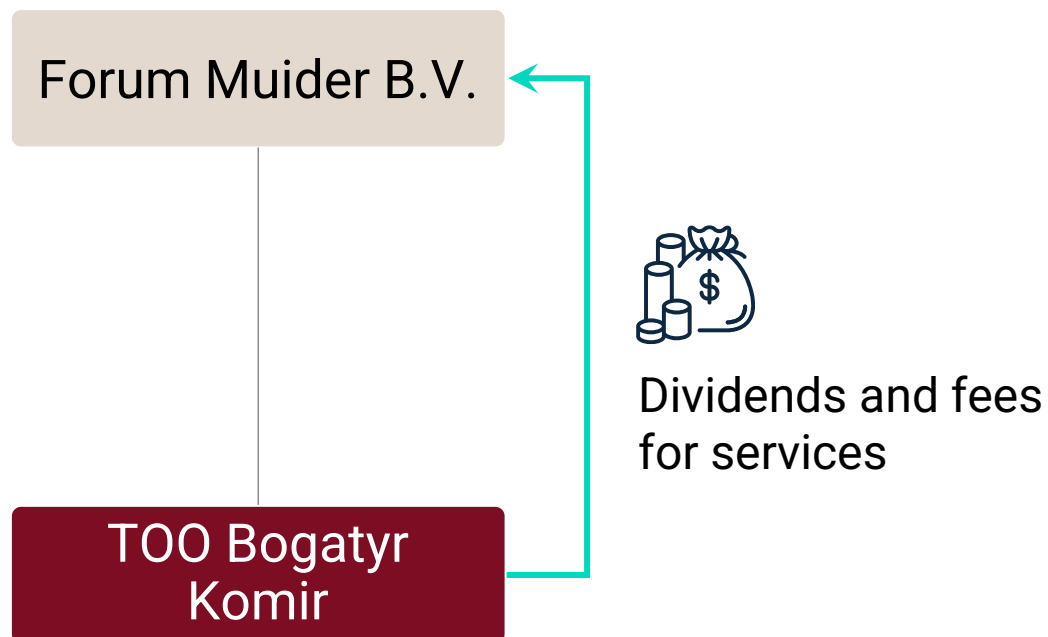 Forum Muider B.V.
$
Dividends and fees
for services
TOO Bogatyr
Komir